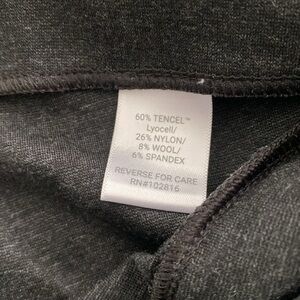 60% TENCEL™
Lyocell/
26% NYLON/
8% WOOL/
6% SPANDEX
REVERSE FOR CARE
RN#102816